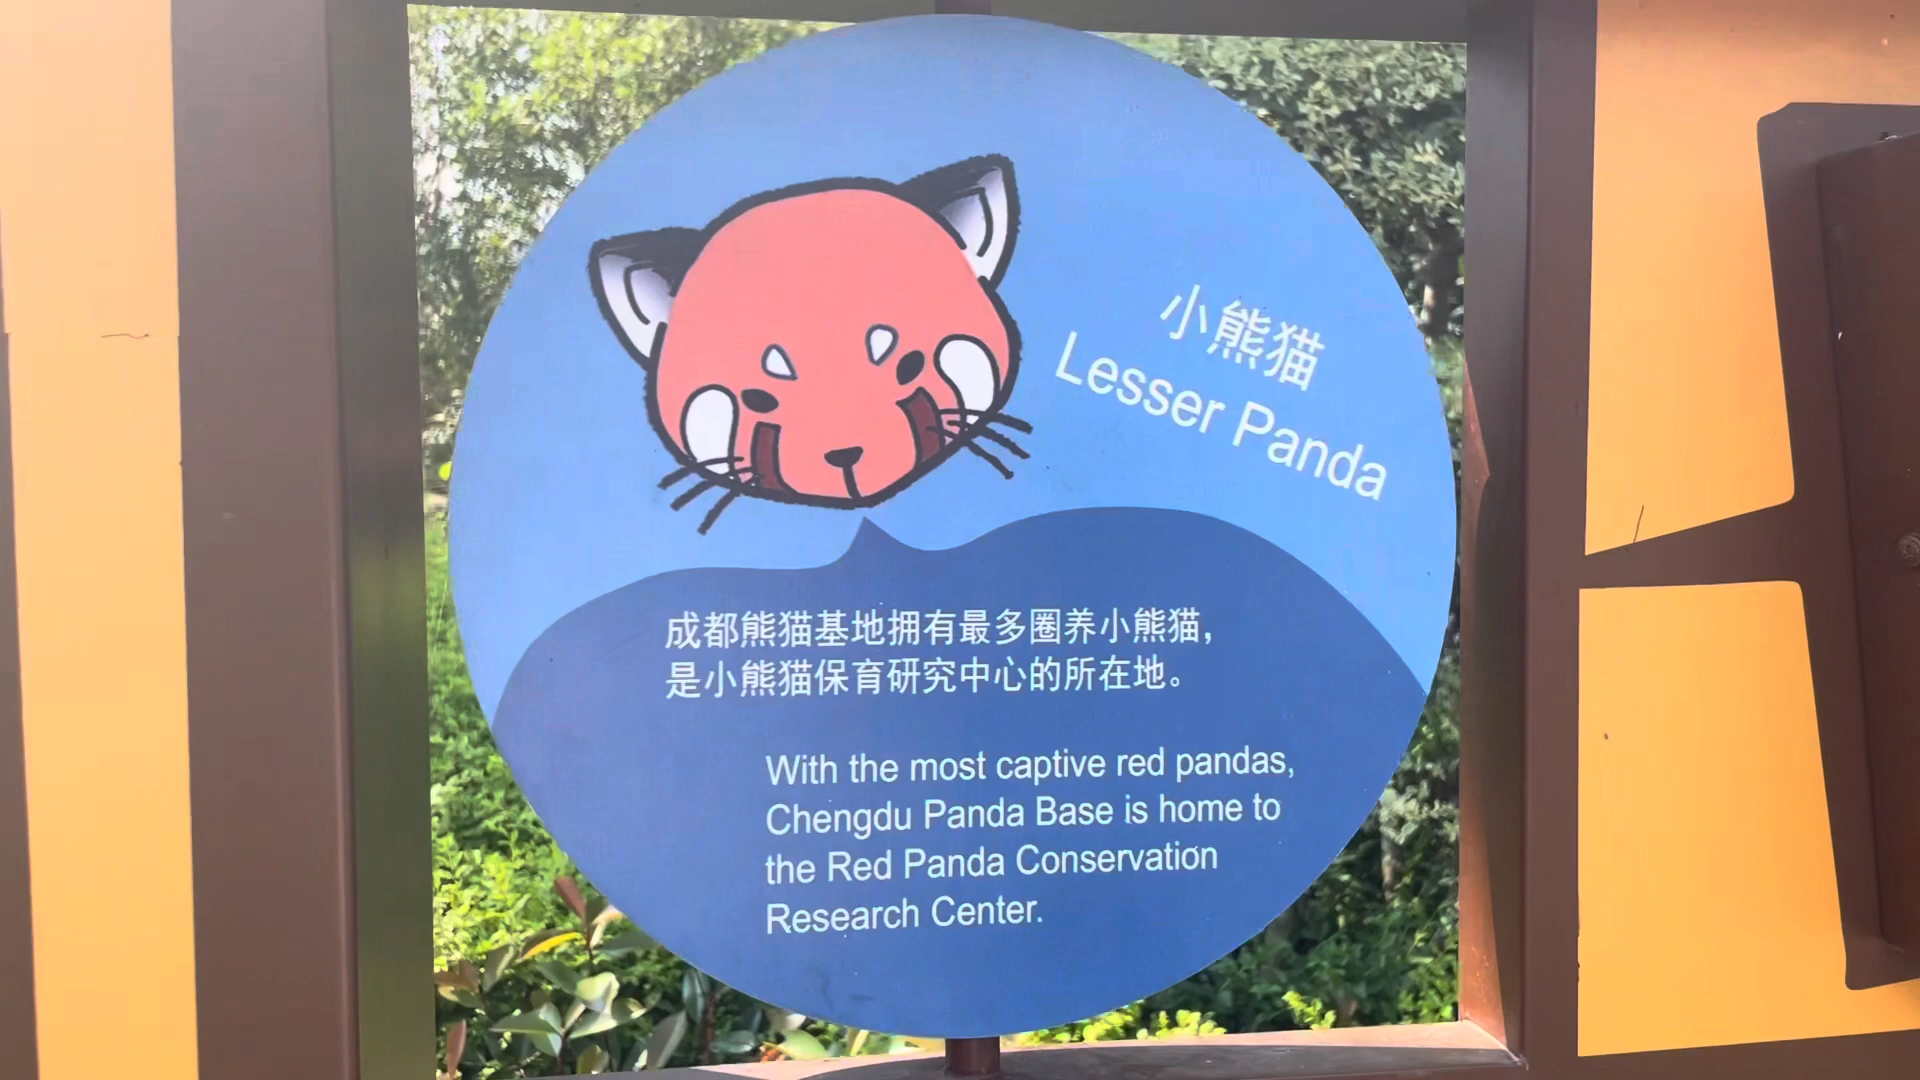 小熊猫
Lesser Panda
成都熊猫基地拥有最多圈养小熊猫,
是小熊猫保育研究中心的所在地。
With the most captive red pandas,
Chengdu Panda Base is home to
the Red Panda Conservation
Research Center.